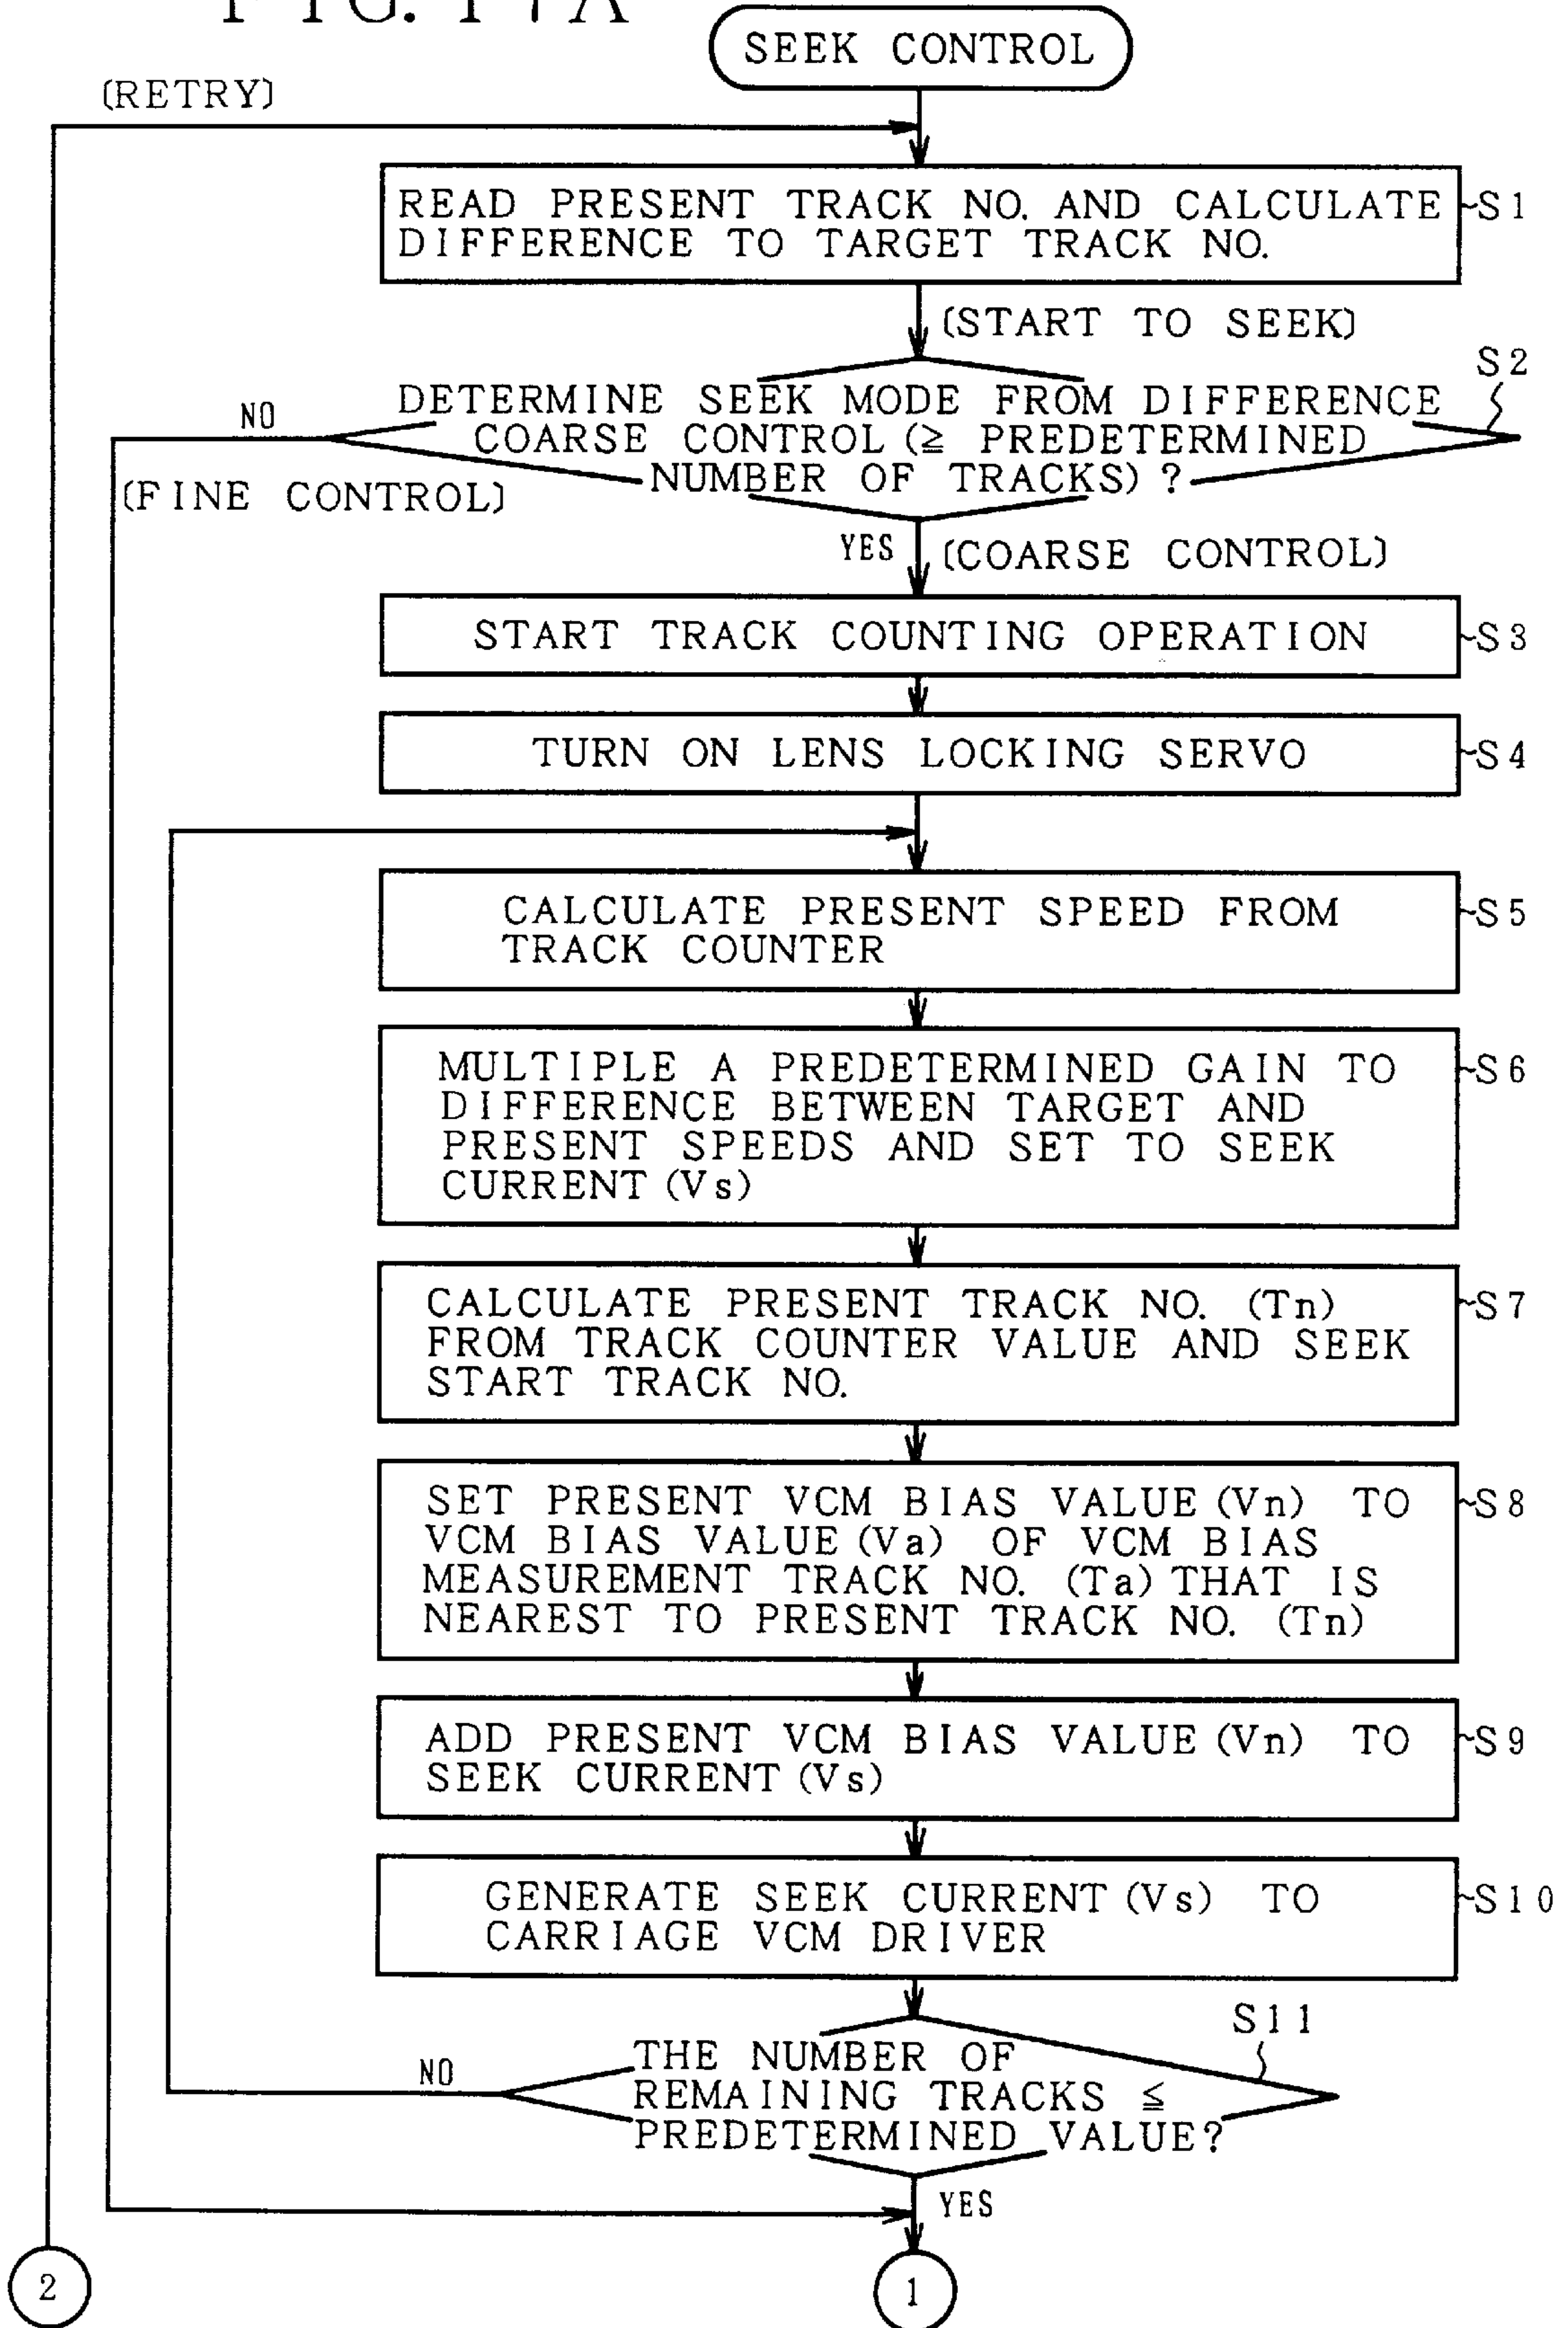 FIG. 17A
SEEK CONTROL
(RETRY)
READ PRESENT TRACK NO. AND CALCULATE
DIFFERENCE TO TARGET TRACK NO.
S1
(START TO SEEK)
S2
DETERMINE SEEK MODE FROM DIFFERENCE
COARSE CONTROL (≧ PREDETERMINED
NUMBER OF TRACKS) ?
NO
(FINE CONTROL)
YES
(COARSE CONTROL)
START TRACK COUNTING OPERATION
S3
TURN ON LENS LOCKING SERVO
S4
CALCULATE PRESENT SPEED FROM
TRACK COUNTER
S5
MULTIPLE A PREDETERMINED GAIN TO
DIFFERENCE BETWEEN TARGET AND
PRESENT SPEEDS AND SET TO SEEK
CURRENT (Vs)
S6
CALCULATE PRESENT TRACK NO. (Tn)
FROM TRACK COUNTER VALUE AND SEEK
START TRACK NO.
S7
SET PRESENT VCM BIAS VALUE (Vn) TO
VCM BIAS VALUE (Va) OF VCM BIAS
MEASUREMENT TRACK NO. (Ta) THAT IS
NEAREST TO PRESENT TRACK NO. (Tn)
S8
ADD PRESENT VCM BIAS VALUE (Vn) TO
SEEK CURRENT (Vs)
S9
GENERATE SEEK CURRENT (Vs) TO
CARRIAGE VCM DRIVER
S10
S11
THE NUMBER OF
REMAINING TRACKS ≦
PREDETERMINED VALUE?
NO
YES
2
1